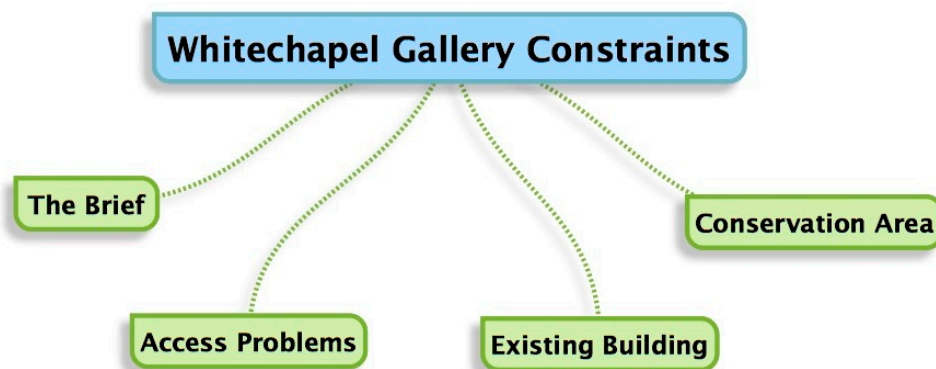 Whitechapel Gallery Constraints
The Brief
Conservation Area
Access Problems
Existing Building